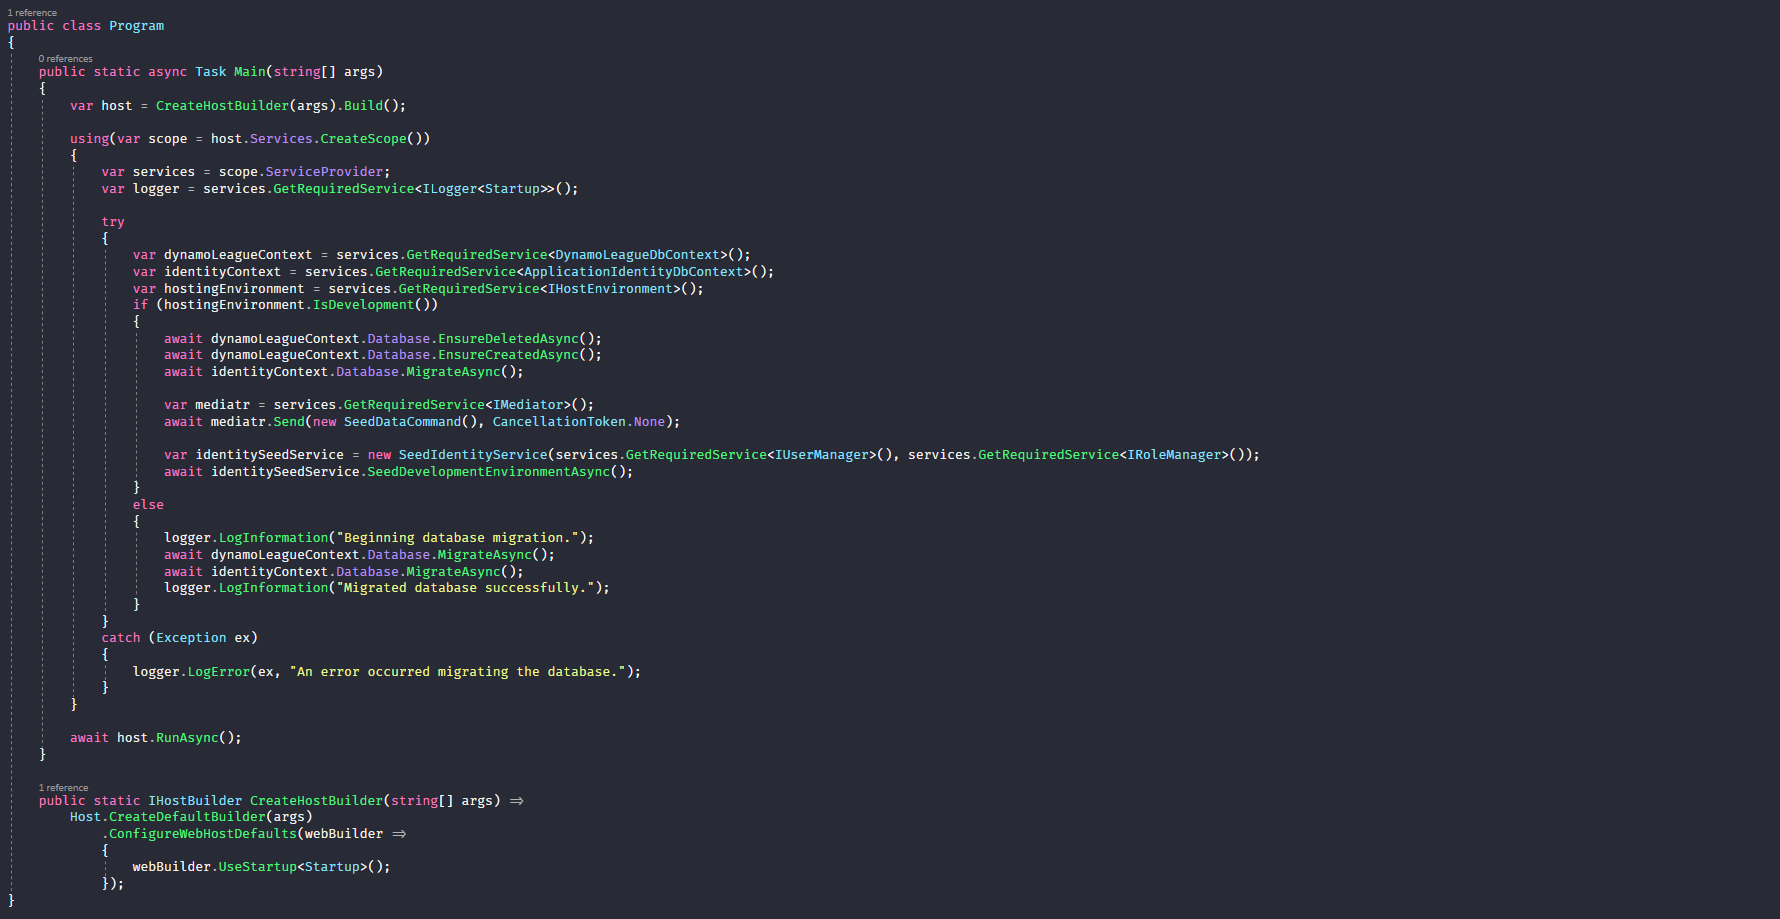 1 reference
public class Program
{
0 references
public static async Task Main(string[] args)
{
var host = CreateHostBuilder(args).Build();
using(var scope = host.Services.CreateScope())
{
var services = scope.ServiceProvider;
var logger = services.GetRequiredService<ILogger<Startup>>();
try
{
var dynamoLeagueContext = services.GetRequiredService<DynamoLeagueDbContext>();
var identityContext = services.GetRequiredService<ApplicationIdentityDbContext>();
var hostingEnvironment = services.GetRequiredService<IHostEnvironment>();
if (hostingEnvironment.IsDevelopment())
{
await dynamoLeagueContext.Database.EnsureDeletedAsync();
await dynamoLeagueContext.Database.EnsureCreatedAsync();
await identityContext.Database.MigrateAsync();
var mediatr = services.GetRequiredService<IMediator>();
await mediatr.Send(new SeedDataCommand(), CancellationToken.None);
var identitySeedService = new SeedIdentityService(services.GetRequiredService<IUserManager>(), services.GetRequiredService<IRoleManager>());
await identitySeedService.SeedDevelopmentEnvironmentAsync();
}
else
{
logger.LogInformation("Beginning database migration.");
await dynamoLeagueContext.Database.MigrateAsync();
await identityContext.Database.MigrateAsync();
logger.LogInformation("Migrated database successfully.");
}
}
catch (Exception ex)
{
logger.LogError(ex, "An error occurred migrating the database.");
}
}
await host.RunAsync();
}
1 reference
public static IHostBuilder CreateHostBuilder(string[] args) =>
Host.CreateDefaultBuilder(args)
.ConfigureWebHostDefaults(webBuilder =>
{
webBuilder.UseStartup<Startup>();
});
}